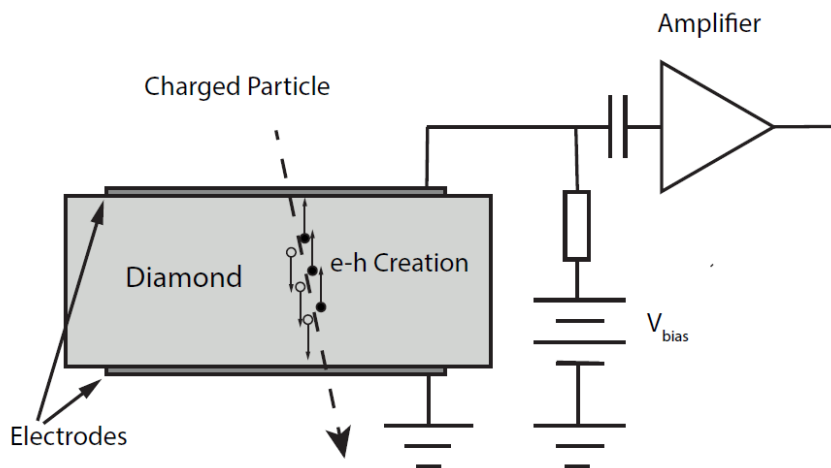 Amplifier
Charged Particle
e-h Creation
Diamond
V bias
Electrodes